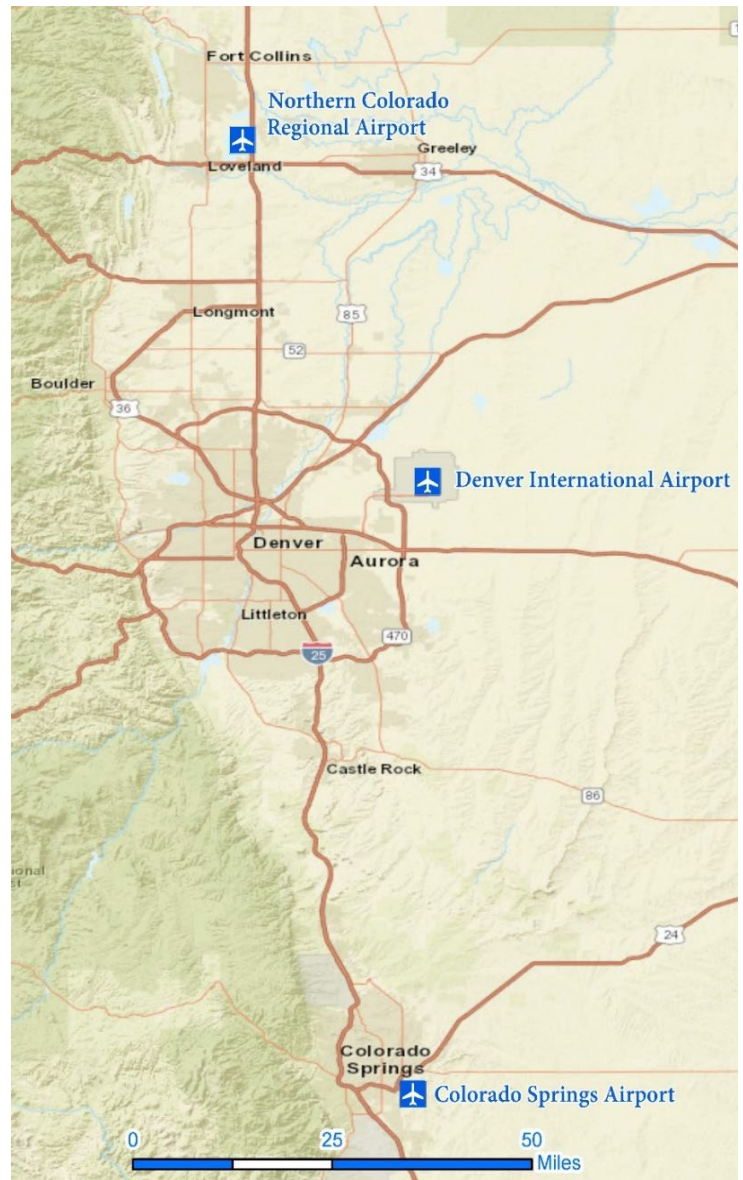 Fort Collins
Northern Colorado
Regional Airport
Greeley
Loveland
34
Longmont
85
52
Boulder
36
Denver International Airport
Denver
Aurora
Littleton
470
25
Castle Rock
86
24
Colorado
Springs
Colorado Springs Airport
0 25 50
Miles